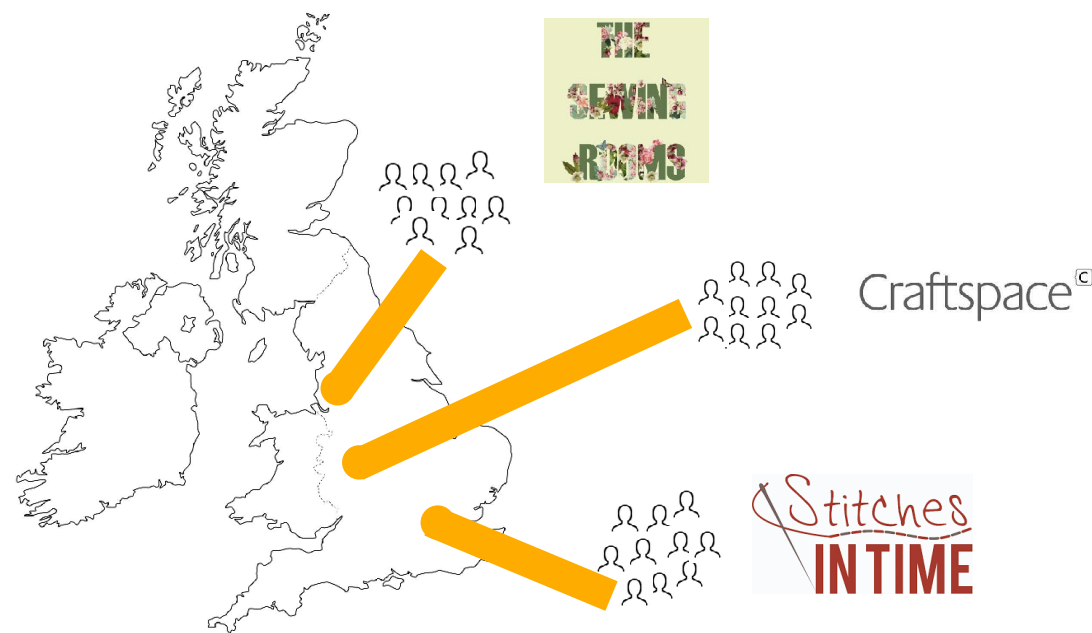 THE
SEWING
ROOMS
Craftspace C
Stitches
IN TIME